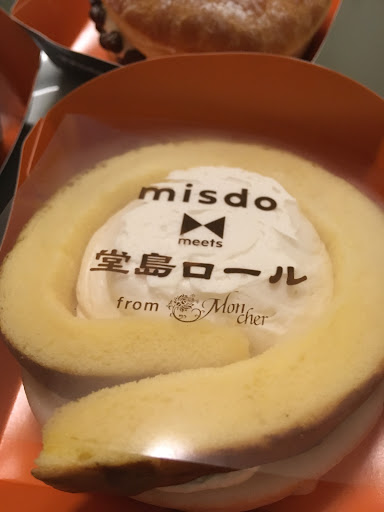 misdo
meets
堂島ロール
from Mon
cher